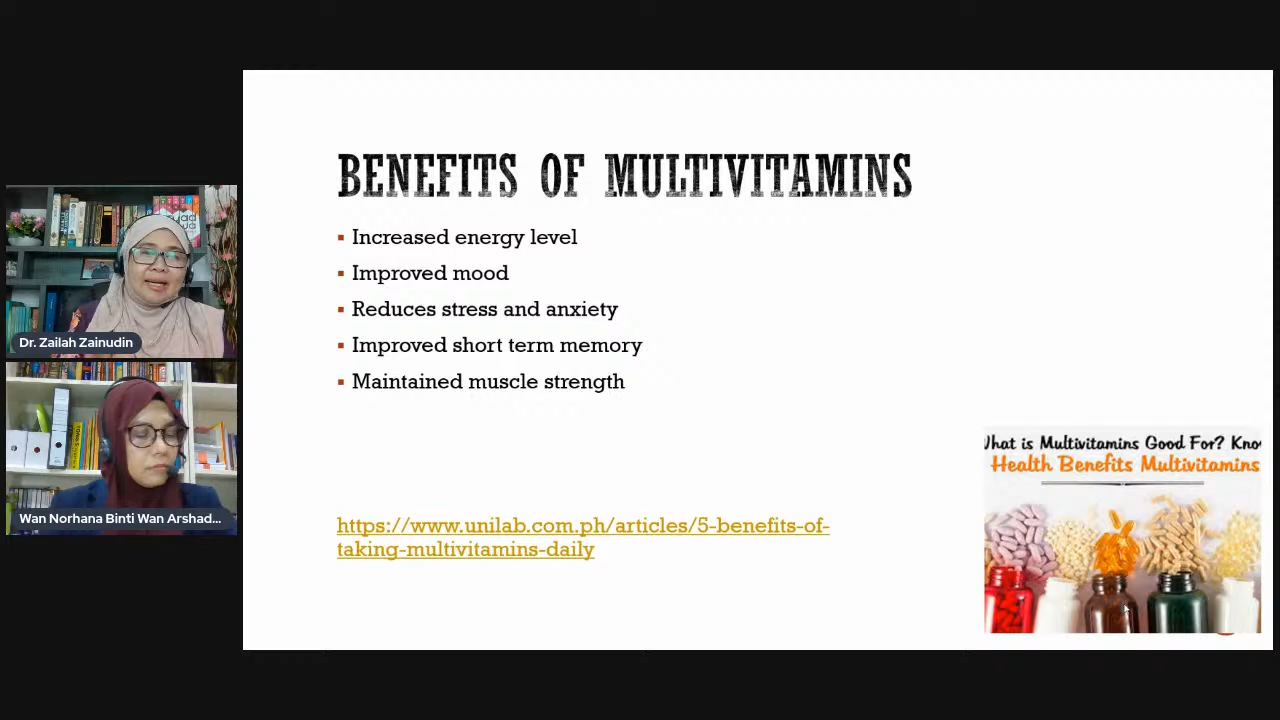 BENEFITS OF MULTIVITAMINS
Increased energy level
Improved mood
Reduces stress and anxiety
Improved short term memory
Maintained muscle strength
https://www.unilab.com.ph/articles/5-benefits-of-
taking-multivitamins-daily
What is Multivitamins Good For? Kno
Health Benefits Multivitamins
Dr. Zailah Zainudin
Wan Norhana Binti Wan Arshad...